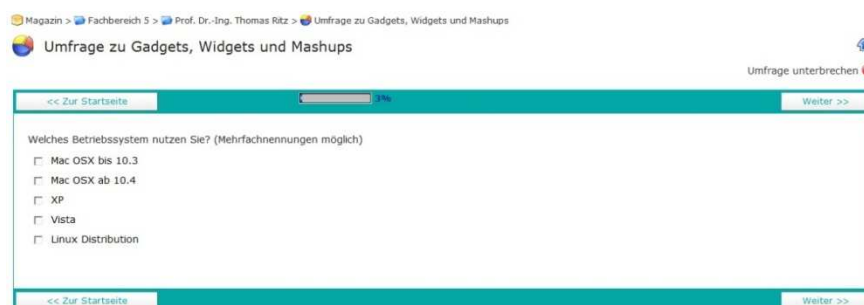 Magazin > Fachbereich 5 > Prof. Dr.-Ing. Thomas Ritz > Umfrage zu Gadgets, Widgets und Mashups
Umfrage zu Gadgets, Widgets und Mashups
Umfrage unterbrechen
<< Zur Startseite 3% Weiter >>
Welches Betriebssystem nutzen Sie? (Mehrfachnennungen möglich)
Mac OSX bis 10.3
Mac OSX ab 10.4
XP
Vista
Linux Distribution
<< Zur Startseite Weiter >>